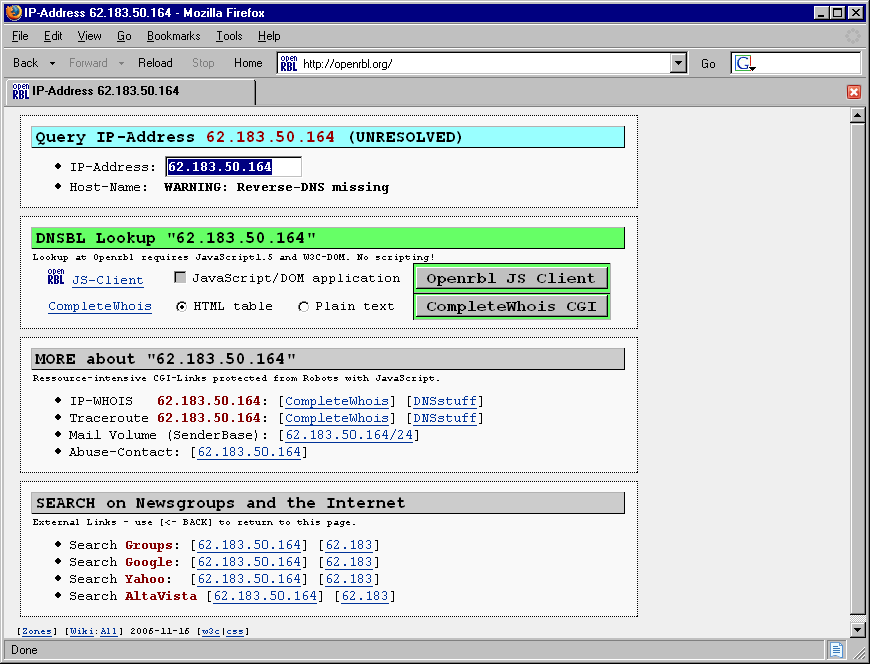 IP-Address 62.183.50.164 - Mozilla Firefox
File Edit View Go Bookmarks Tools Help
Back Forward Reload Stop Home open RBL http://openrbl.org/ Go G
open RBL IP-Address 62.183.50.164
Query IP-Address 62.183.50.164 (UNRESOLVED)
IP-Address: 62.183.50.164
Host-Name: WARNING: Reverse-DNS missing
DNSBL Lookup "62.183.50.164"
Lookup at Openrbl requires JavaScript1.5 and W3C-DOM. No scripting!
open RBL JS-Client JavaScript/DOM application Openrbl JS Client
CompleteWhois HTML table Plain text CompleteWhois CGI
MORE about "62.183.50.164"
Ressource-intensive CGI-Links protected from Robots with JavaScript.
IP-WHOIS 62.183.50.164: [CompleteWhois] [DNSstuff]
Traceroute 62.183.50.164: [CompleteWhois] [DNSstuff]
Mail Volume (SenderBase): [62.183.50.164/24]
Abuse-Contact: [62.183.50.164]
SEARCH on Newsgroups and the Internet
External Links - use [<- BACK] to return to this page.
Search Groups: [62.183.50.164] [62.183]
Search Google: [62.183.50.164] [62.183]
Search Yahoo: [62.183.50.164] [62.183]
Search AltaVista [62.183.50.164] [62.183]
[Zones] [Wiki:All] 2006-11-16 [w3c|css]
Done